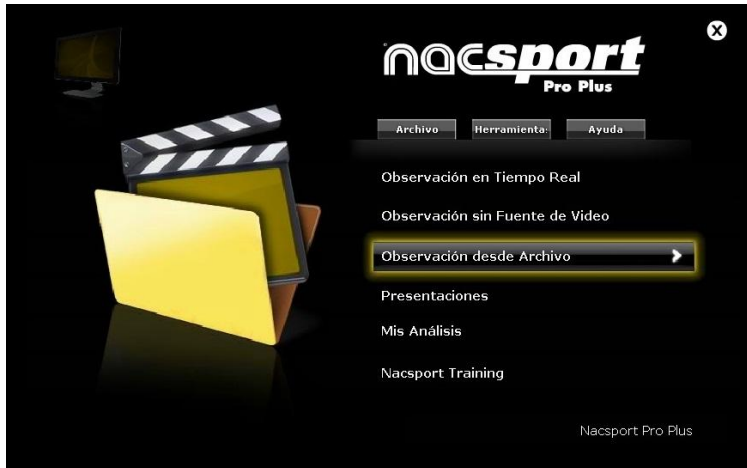 nacsport
Pro Plus
Archivo Herramienta: Ayuda
Observación en Tiempo Real
Observación sin Fuente de Video
Observación desde Archivo
Presentaciones
Mis Análisis
Nacsport Training
Nacsport Pro Plus